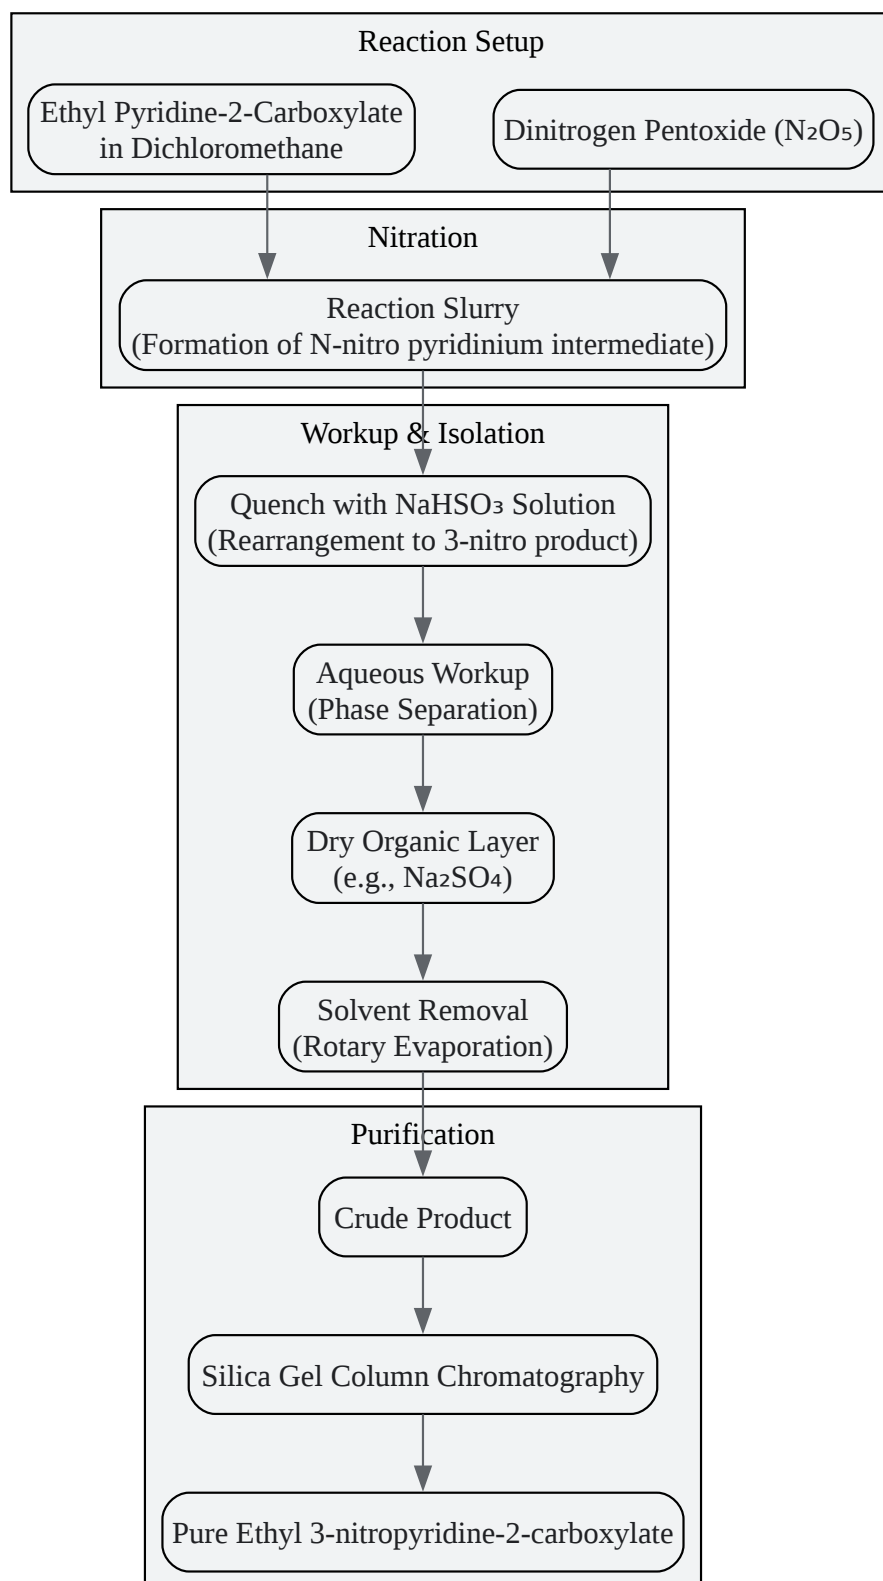 Reaction Setup
Ethyl Pyridine-2-Carboxylate
in Dichloromethane
Dinitrogen Pentoxide (N₂O₅)
Nitration
Reaction Slurry
(Formation of N-nitro pyridinium intermediate)
Workup & Isolation
Quench with NaHSO₃ Solution
(Rearrangement to 3-nitro product)
Aqueous Workup
(Phase Separation)
Dry Organic Layer
(e.g., Na₂SO₄)
Solvent Removal
(Rotary Evaporation)
Purification
Crude Product
Silica Gel Column Chromatography
Pure Ethyl 3-nitropyridine-2-carboxylate